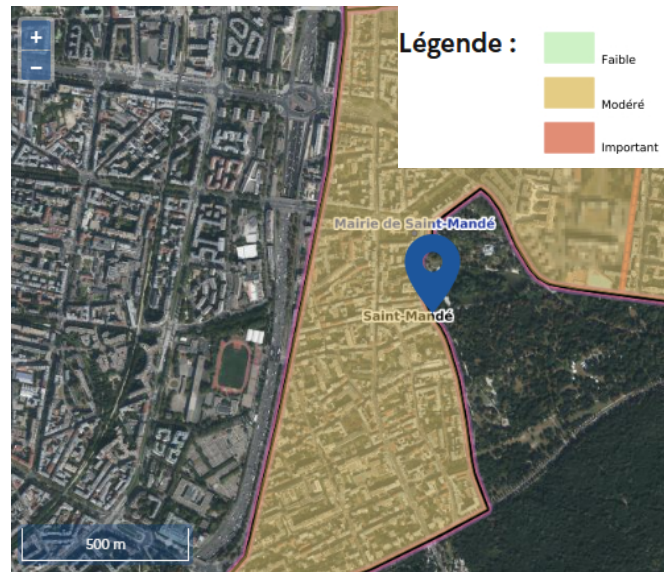 +
−
Légende :
Faible
Modéré
Important
Mairie de Saint-Mandé
Saint-Mandé
500 m